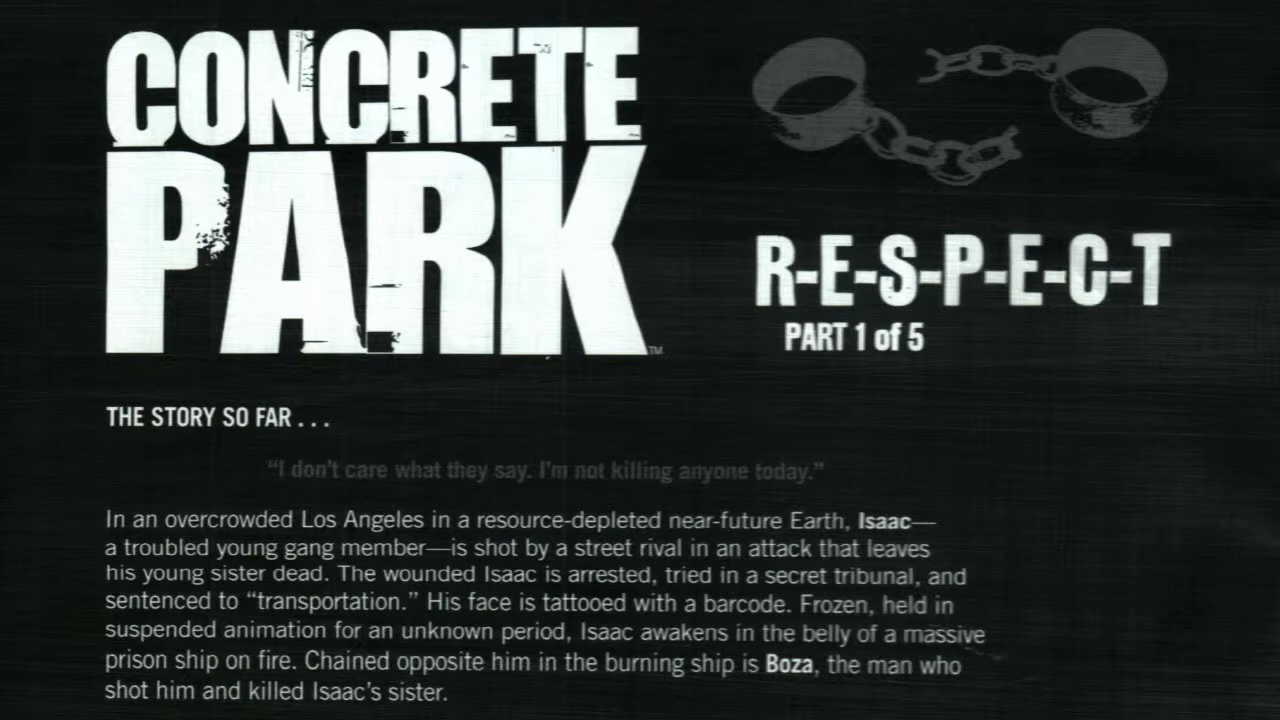 CONCRETE
PARK
TM
R-E-S-P-E-C-T
PART 1 of 5
THE STORY SO FAR . . .
“I don't care what they say. I'm not killing anyone today.”
In an overcrowded Los Angeles in a resource-depleted near-future Earth, Isaac—
a troubled young gang member—is shot by a street rival in an attack that leaves
his young sister dead. The wounded Isaac is arrested, tried in a secret tribunal, and
sentenced to “transportation.” His face is tattooed with a barcode. Frozen, held in
suspended animation for an unknown period, Isaac awakens in the belly of a massive
prison ship on fire. Chained opposite him in the burning ship is Boza, the man who
shot him and killed Isaac's sister.